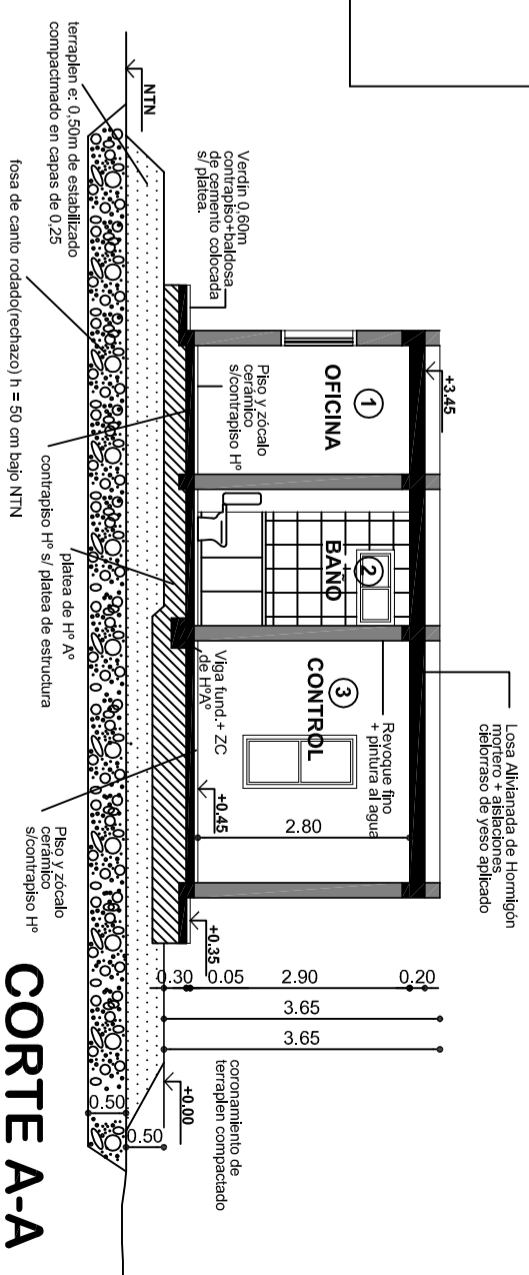 Losa Alivianada de Hormigón
mortero + aislaciones
cielorraso de yeso aplicado
+3.45
1
OFICINA
2
BAÑO
3
CONTROL
Revoque fino
+ pintura al agua
2.80
Piso y zócalo
cerámico
s/contrapiso Hº
Viga fund.+ ZC
de HºAº
+0.45
+0.35
Verdin 0,60m
contrapiso+baldosa
de cemento colocada
s/ platea.
0.30
0.05
2.90
0.20
3.65
3.65
coronamiento de
terraplen compactado
+0.00
0.50
0.50
NTN
terraplen e: 0,50m de estabilizado
compactmado en capas de 0,25
fosa de canto rodado(rechazo) h = 50 cm bajo NTN
contrapiso Hº s/ platea de estructura
platea de Hº Aº
Piso y zócalo
cerámico
s/contrapiso Hº
CORTE A-A